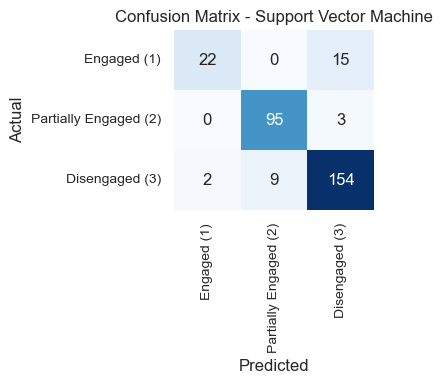 Confusion Matrix - Support Vector Machine
Actual
Engaged (1) 22 0 15
Partially Engaged (2) 0 95 3
Disengaged (3) 2 9 154
Engaged (1)
Partially Engaged (2)
Disengaged (3)
Predicted